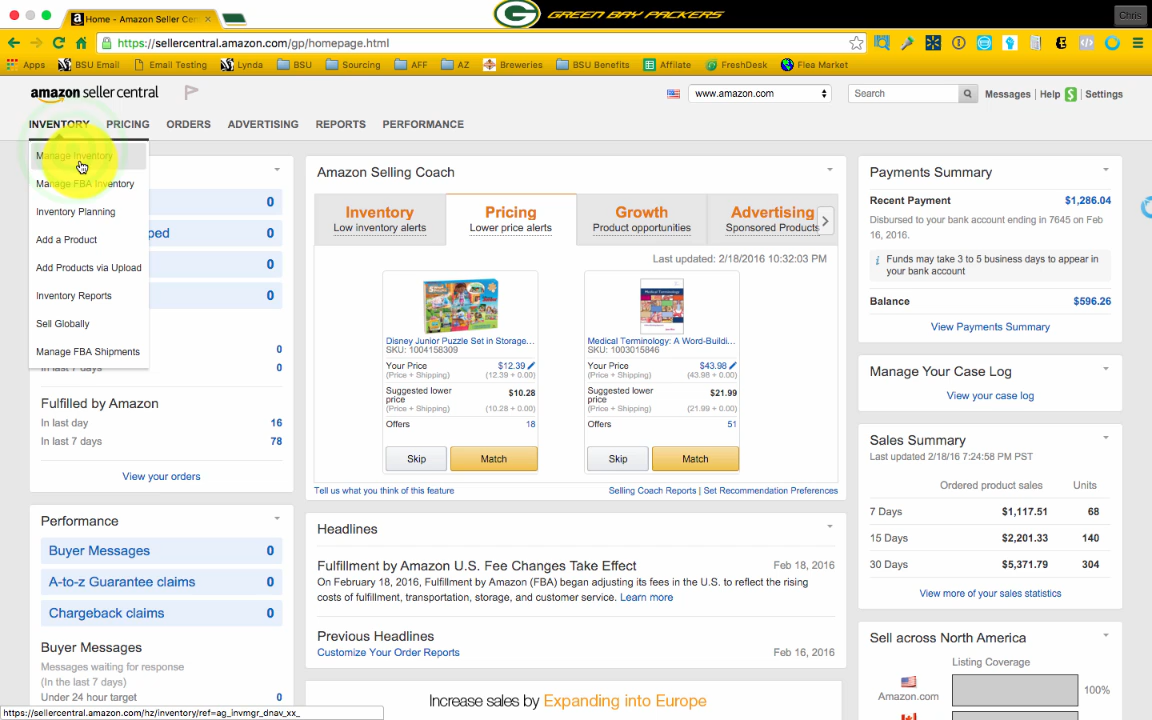 GREEN BAY PACKERS
Home - Amazon Seller Cen
Chris
https://sellercentral.amazon.com/gp/homepage.html
Apps BSU Email Email Testing Lynda BSU Sourcing AFF AZ Breweries BSU Benefits Affilate FreshDesk Flea Market
amazon seller central
www.amazon.com
Search
Messages | Help S Settings
INVENTORY PRICING ORDERS ADVERTISING REPORTS PERFORMANCE
Manage Inventory
Manage FBA Inventory
Inventory Planning
Add a Product
Add Products via Upload
Inventory Reports
Sell Globally
Manage FBA Shipments
0
ped 0
0
0
0
In last 7 days 0
Fulfilled by Amazon
In last day 16
In last 7 days 78
View your orders
Performance
Buyer Messages 0
A-to-z Guarantee claims 0
Chargeback claims 0
Buyer Messages
Messages waiting for response
(In the last 7 days)
Under 24 hour target 0
Amazon Selling Coach
Inventory
Low inventory alerts
Pricing
Lower price alerts
Growth
Product opportunities
Advertising
Sponsored Products
Last updated: 2/18/2016 10:32:03 PM
Disney Junior Puzzle Set in Storage...
SKU: 1004158309
Your Price $12.39
(Price + Shipping) (12.39 + 0.00)
Suggested lower
price $10.28
(Price + Shipping) (10.28 + 0.00)
Offers 18
Skip Match
Medical Terminology: A Word-Buildi...
SKU: 1003015846
Your Price $43.98
(Price + Shipping) (43.98 + 0.00)
Suggested lower
price $21.99
(Price + Shipping) (21.99 + 0.00)
Offers 51
Skip Match
Tell us what you think of this feature
Selling Coach Reports | Set Recommendation Preferences
Headlines
Fulfillment by Amazon U.S. Fee Changes Take Effect Feb 18, 2016
On February 18, 2016, Fulfillment by Amazon (FBA) began adjusting its fees in the U.S. to reflect the rising
costs of fulfillment, transportation, storage, and customer service. Learn more
Previous Headlines
Customize Your Order Reports Feb 16, 2016
Increase sales by Expanding into Europe
Payments Summary
Recent Payment $1,286.04
Disbursed to your bank account ending in 7645 on Feb
16, 2016.
Funds may take 3 to 5 business days to appear in
your bank account
Balance $596.26
View Payments Summary
Manage Your Case Log
View your case log
Sales Summary
Last updated 2/18/16 7:24:58 PM PST
Ordered product sales Units
7 Days $1,117.51 68
15 Days $2,201.33 140
30 Days $5,371.79 304
View more of your sales statistics
Sell across North America
Listing Coverage
Amazon.com 100%
https://sellercentral.amazon.com/hz/inventory/ref=ag_invmgr_dnav_xx_